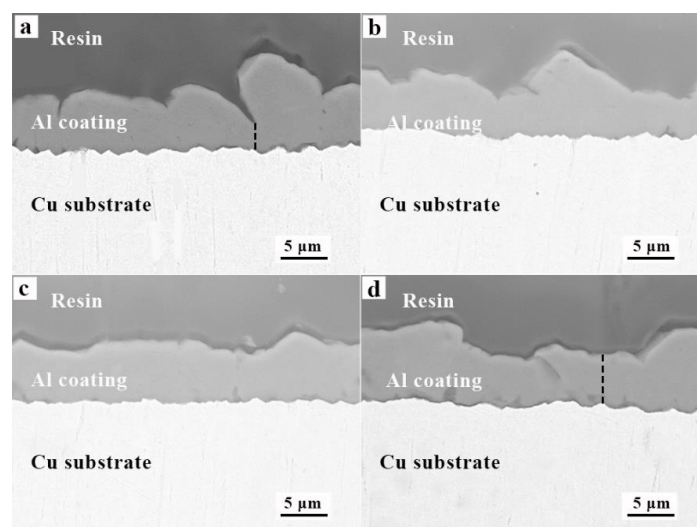 a
Resin
Al coating
Cu substrate
5 μm
b
Resin
Al coating
Cu substrate
5 μm
c
Resin
Al coating
Cu substrate
5 μm
d
Resin
Al coating
Cu substrate
5 μm